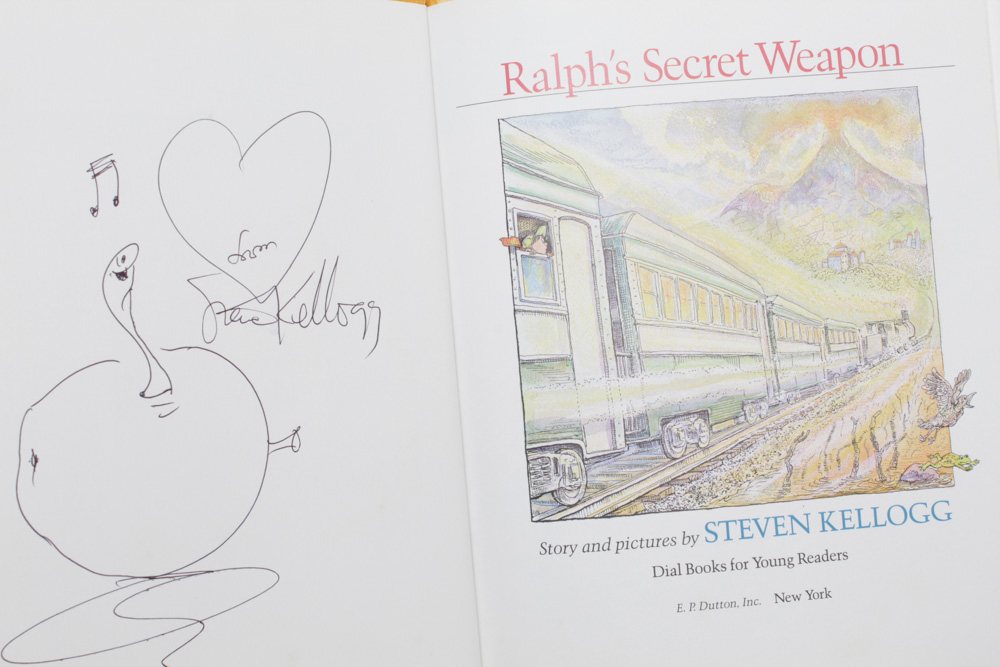 from
Steve Kellogg
Ralph's Secret Weapon
Story and pictures by STEVEN KELLOGG
Dial Books for Young Readers
E. P. Dutton, Inc. New York